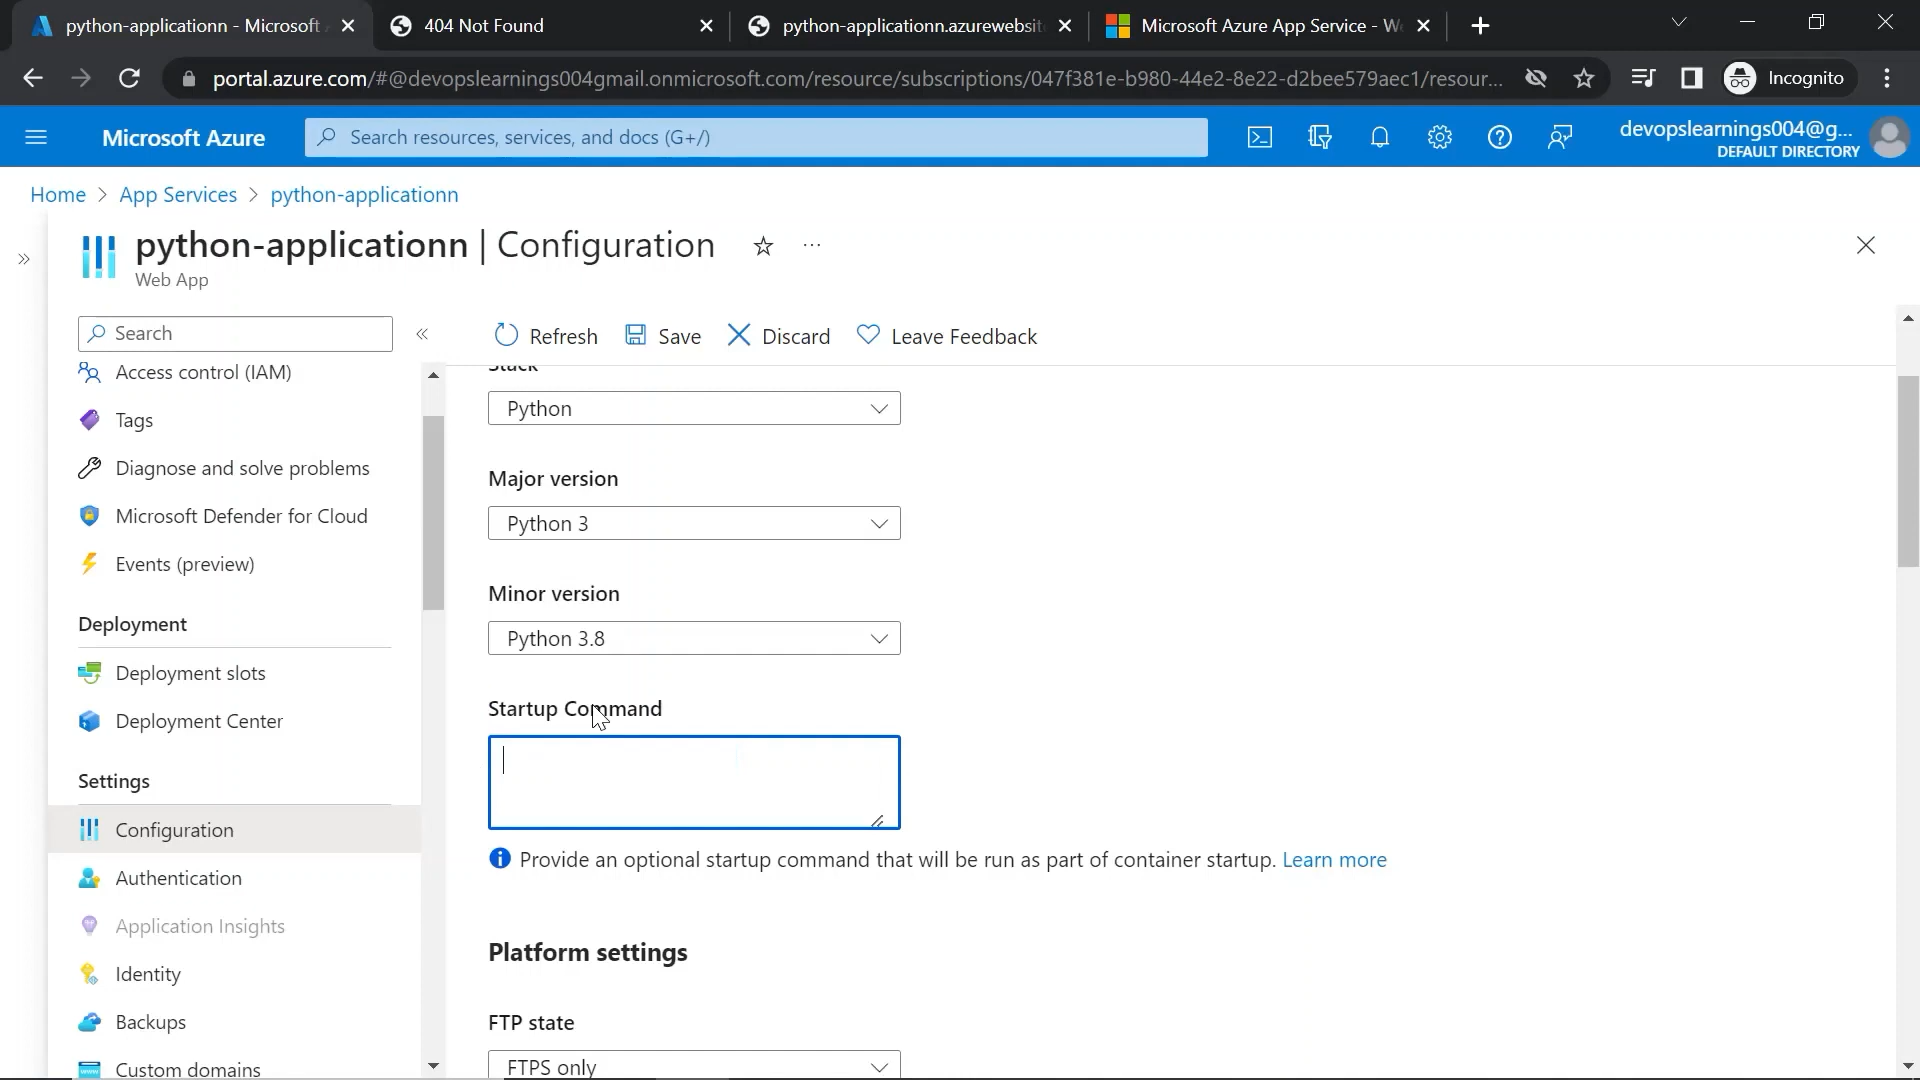 python-applicationn - Microsoft
404 Not Found
python-applicationn.azurewebsit
Microsoft Azure App Service - W
portal.azure.com/#@devopslearnings004gmail.onmicrosoft.com/resource/subscriptions/047f381e-b980-44e2-8e22-d2bee579aec1/resour...
Incognito
Microsoft Azure
Search resources, services, and docs (G+/)
devopslearnings004@g...
DEFAULT DIRECTORY
Home > App Services > python-applicationn
python-applicationn | Configuration
Web App
Search
Access control (IAM)
Tags
Diagnose and solve problems
Microsoft Defender for Cloud
Events (preview)
Deployment
Deployment slots
Deployment Center
Settings
Configuration
Authentication
Application Insights
Identity
Backups
Custom domains
Refresh
Save
Discard
Leave Feedback
Stack
Python
Major version
Python 3
Minor version
Python 3.8
Startup Command
Provide an optional startup command that will be run as part of container startup. Learn more
Platform settings
FTP state
FTPS only